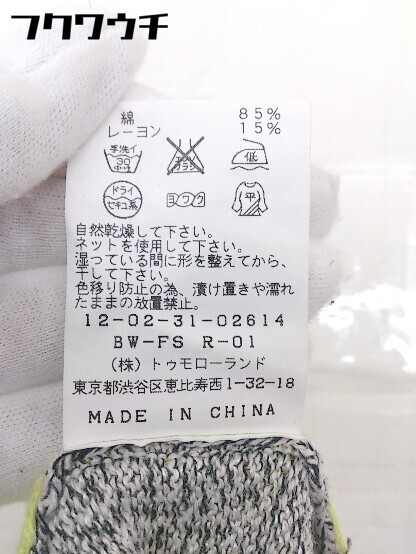 フクワウチ
綿 85%
レーヨン 15%
手洗イ
30
中性
エンソ
サラシ
低
ドライ
セキユ系
ヨワク
平
自然乾燥して下さい。
ネットを使用して下さい。
湿っている間に形を整えてから、
干して下さい。
色移り防止の為、漬け置きや濡れ
たままの放置禁止。
12-02-31-02614
BW-FS R-01
(株)トゥモローランド
東京都渋谷区恵比寿西1-32-18
MADE IN CHINA